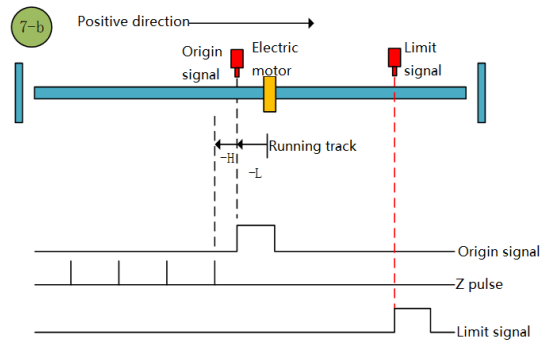 7-b
Positive direction
Origin
signal
Electric
motor
Limit
signal
-H
Running track
-L
Origin signal
Z pulse
Limit signal